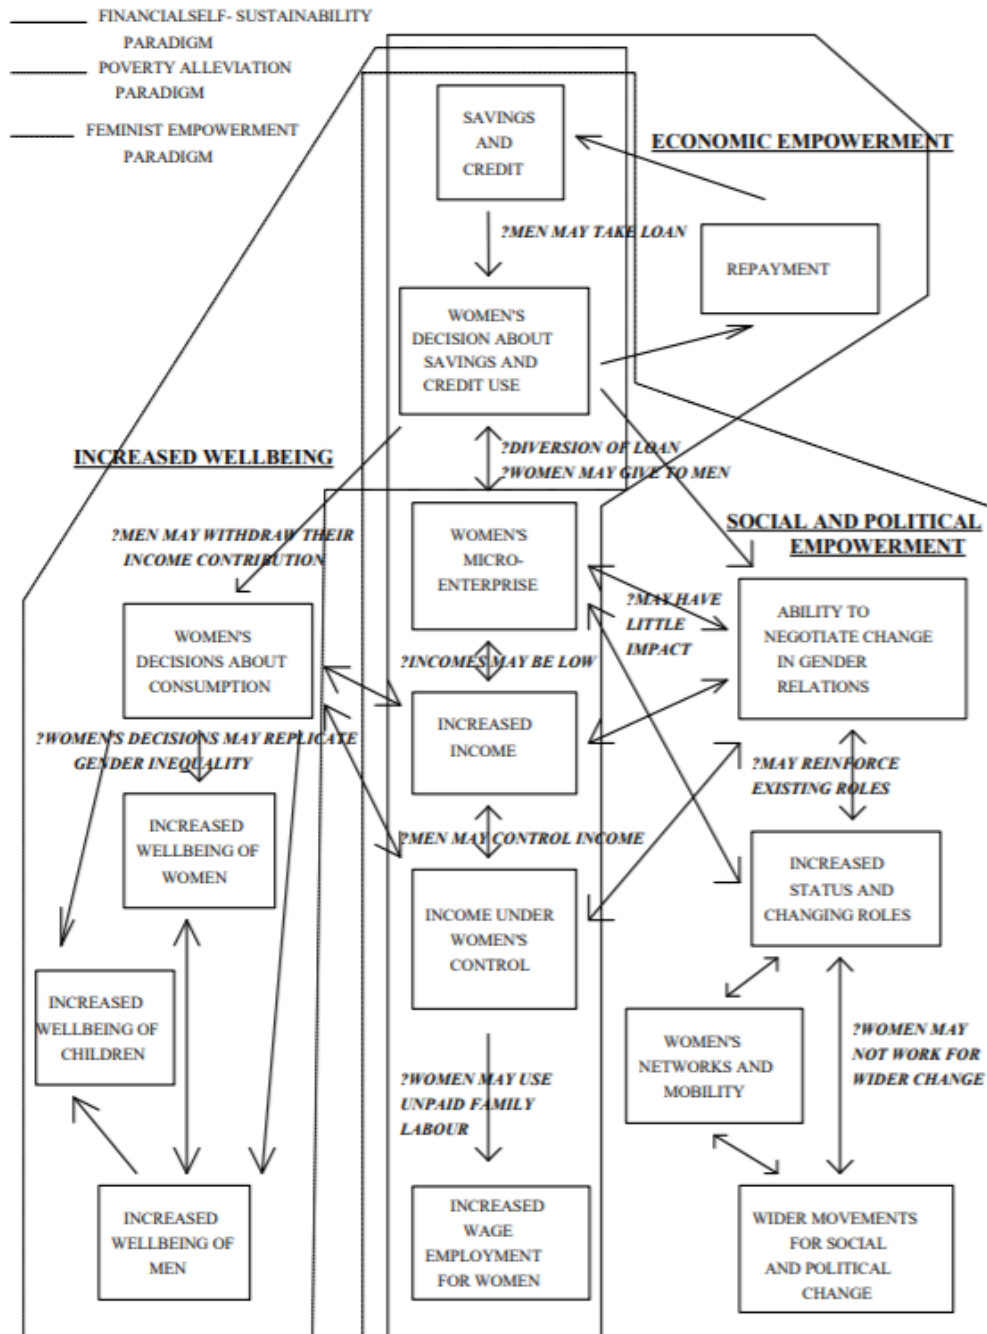 FINANCIALSELF- SUSTAINABILITY
PARADIGM
POVERTY ALLEVIATION
PARADIGM
FEMINIST EMPOWERMENT
PARADIGM
SAVINGS
AND
CREDIT
ECONOMIC EMPOWERMENT
?MEN MAY TAKE LOAN
REPAYMENT
WOMEN'S
DECISION ABOUT
SAVINGS AND
CREDIT USE
INCREASED WELLBEING
?DIVERSION OF LOAN
?WOMEN MAY GIVE TO MEN
?MEN MAY WITHDRAW THEIR
INCOME CONTRIBUTION
WOMEN'S
MICRO-
ENTERPRISE
SOCIAL AND POLITICAL
EMPOWERMENT
?MAY HAVE
LITTLE
IMPACT
ABILITY TO
NEGOTIATE CHANGE
IN GENDER
RELATIONS
WOMEN'S
DECISIONS ABOUT
CONSUMPTION
?INCOMES MAY BE LOW
INCREASED
INCOME
?WOMEN'S DECISIONS MAY REPLICATE
GENDER INEQUALITY
?MAY REINFORCE
EXISTING ROLES
INCREASED
WELLBEING OF
WOMEN
?MEN MAY CONTROL INCOME
INCREASED
STATUS AND
CHANGING ROLES
INCOME UNDER
WOMEN'S
CONTROL
INCREASED
WELLBEING OF
CHILDREN
WOMEN'S
NETWORKS AND
MOBILITY
?WOMEN MAY
NOT WORK FOR
WIDER CHANGE
?WOMEN MAY USE
UNPAID FAMILY
LABOUR
INCREASED
WELLBEING OF
MEN
INCREASED
WAGE
EMPLOYMENT
FOR WOMEN
WIDER MOVEMENTS
FOR SOCIAL
AND POLITICAL
CHANGE